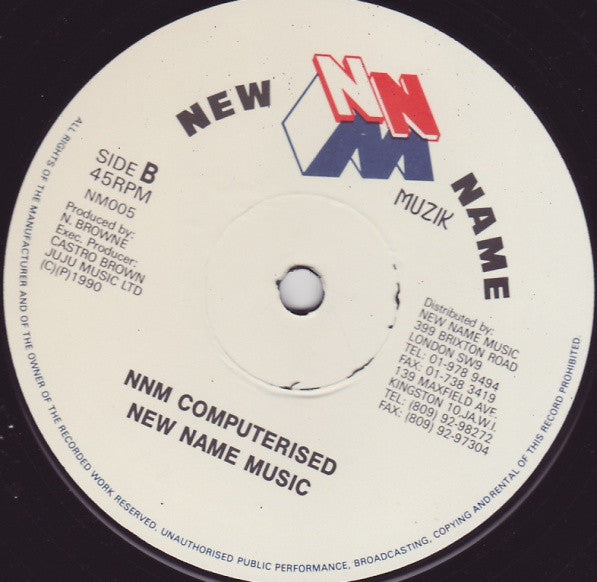 NEW NAME
NNM
MUZIK
SIDE B
45RPM
NM005
Produced by:
N. BROWNE
Exec. Producer:
CASTRO BROWN
JUJU MUSIC LTD
(C)(P)1990
Distributed by:
NEW NAME MUSIC
399 BRIXTON ROAD
LONDON SW9
TEL: 01-978 9494
FAX: 01-738 3419
139 MAXFIELD AVE
KINGSTON 10 JA.W.I.
TEL: (809) 92-98272
FAX: (809) 92-97304
NNM COMPUTERISED
NEW NAME MUSIC
ALL RIGHTS OF THE MANUFACTURER AND OF THE OWNER OF THE RECORDED WORK RESERVED. UNAUTHORISED PUBLIC PERFORMANCE, BROADCASTING, COPYING AND RENTAL OF THIS RECORD PROHIBITED.